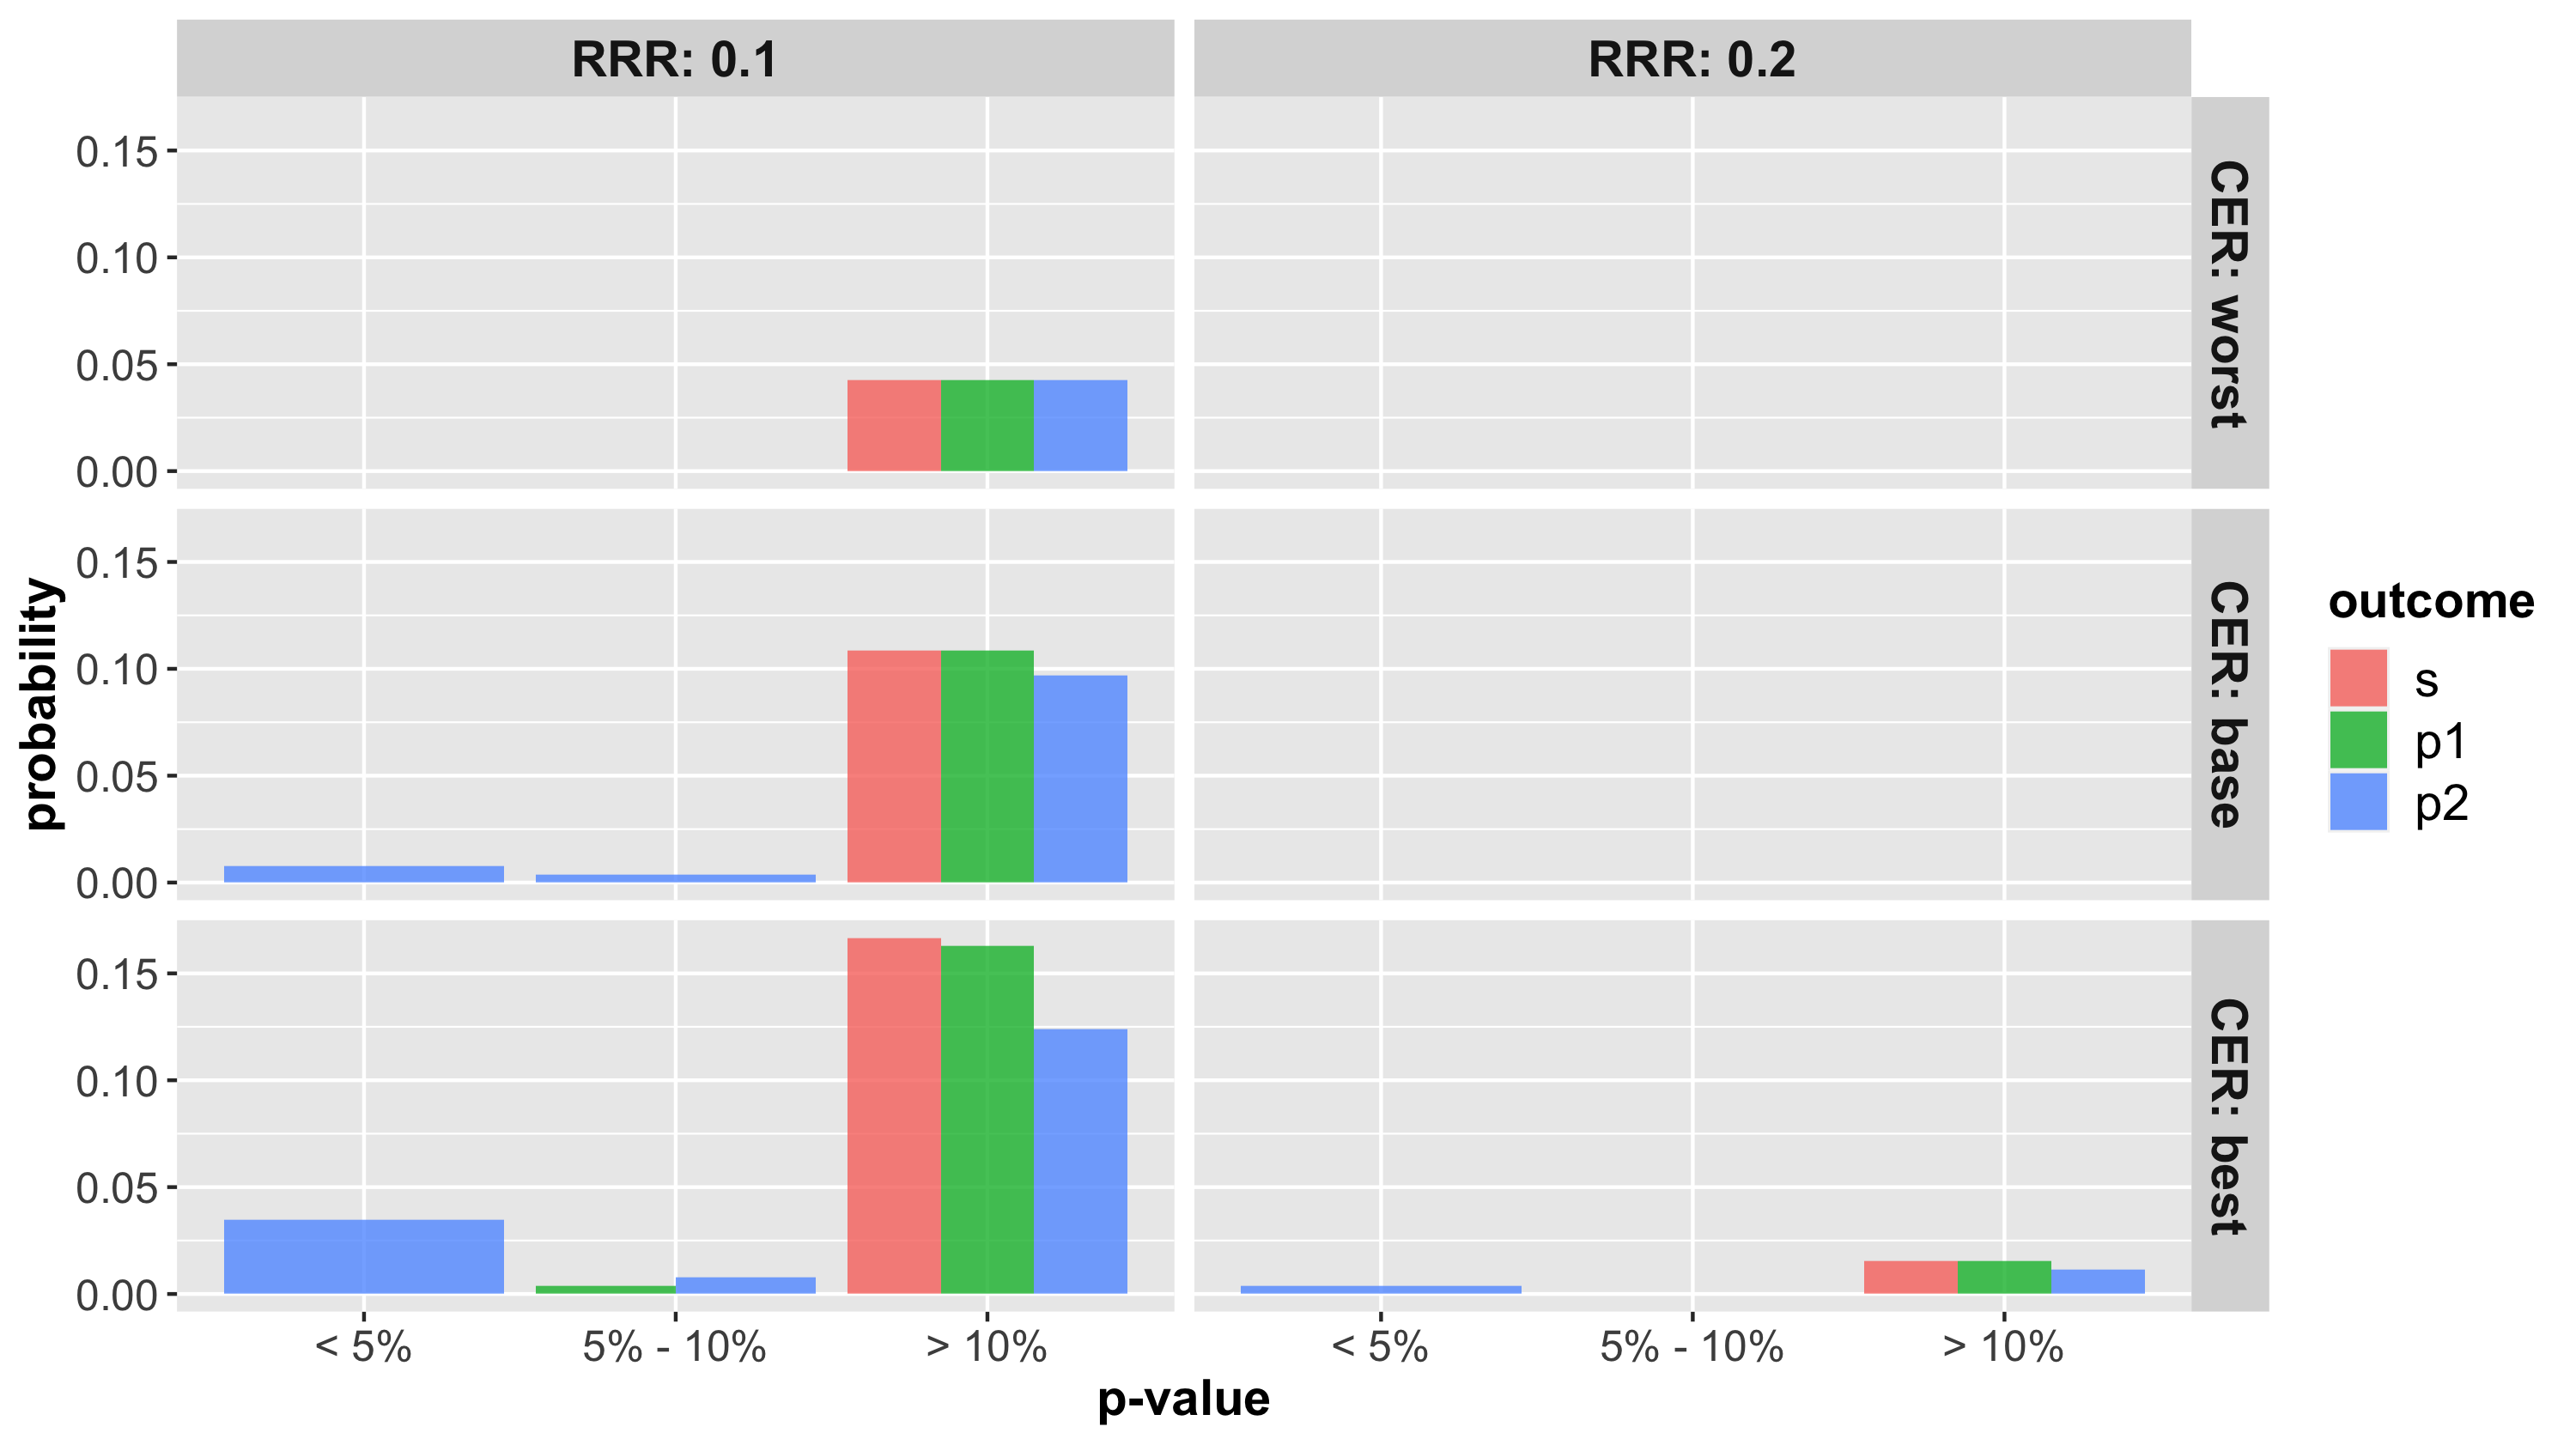 RRR: 0.1
RRR: 0.2
0.15
0.10
0.05
0.00
CER: worst
0.15
0.10
0.05
0.00
CER: base
0.15
0.10
0.05
0.00
CER: best
probability
< 5%
5% - 10%
> 10%
< 5%
5% - 10%
> 10%
p-value
outcome
s
p1
p2